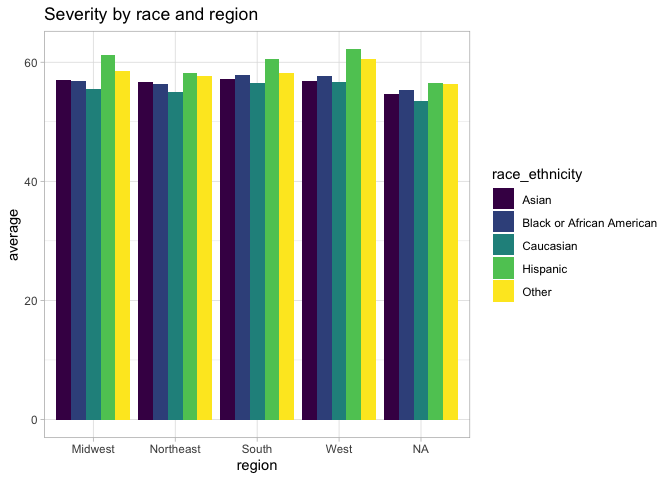 Severity by race and region
60
40
20
0
average
Midwest
Northeast
South
West
NA
region
race_ethnicity
Asian
Black or African American
Caucasian
Hispanic
Other